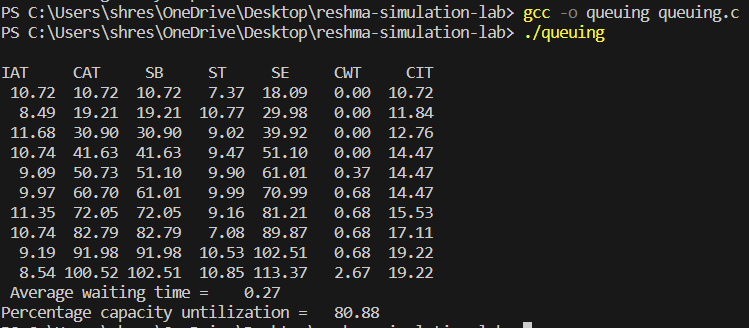 PS C:\Users\shres\OneDrive\Desktop\reshma-simulation-lab> gcc -o queuing queuing.c
PS C:\Users\shres\OneDrive\Desktop\reshma-simulation-lab> ./queuing
IAT CAT SB ST SE CWT CIT
10.72 10.72 10.72 7.37 18.09 0.00 10.72
8.49 19.21 19.21 10.77 29.98 0.00 11.84
11.68 30.90 30.90 9.02 39.92 0.00 12.76
10.74 41.63 41.63 9.47 51.10 0.00 14.47
9.09 50.73 51.10 9.90 61.01 0.37 14.47
9.97 60.70 61.01 9.99 70.99 0.68 14.47
11.35 72.05 72.05 9.16 81.21 0.68 15.53
10.74 82.79 82.79 7.08 89.87 0.68 17.11
9.19 91.98 91.98 10.53 102.51 0.68 19.22
8.54 100.52 102.51 10.85 113.37 2.67 19.22
Average waiting time = 0.27
Percentage capacity untilization = 80.88